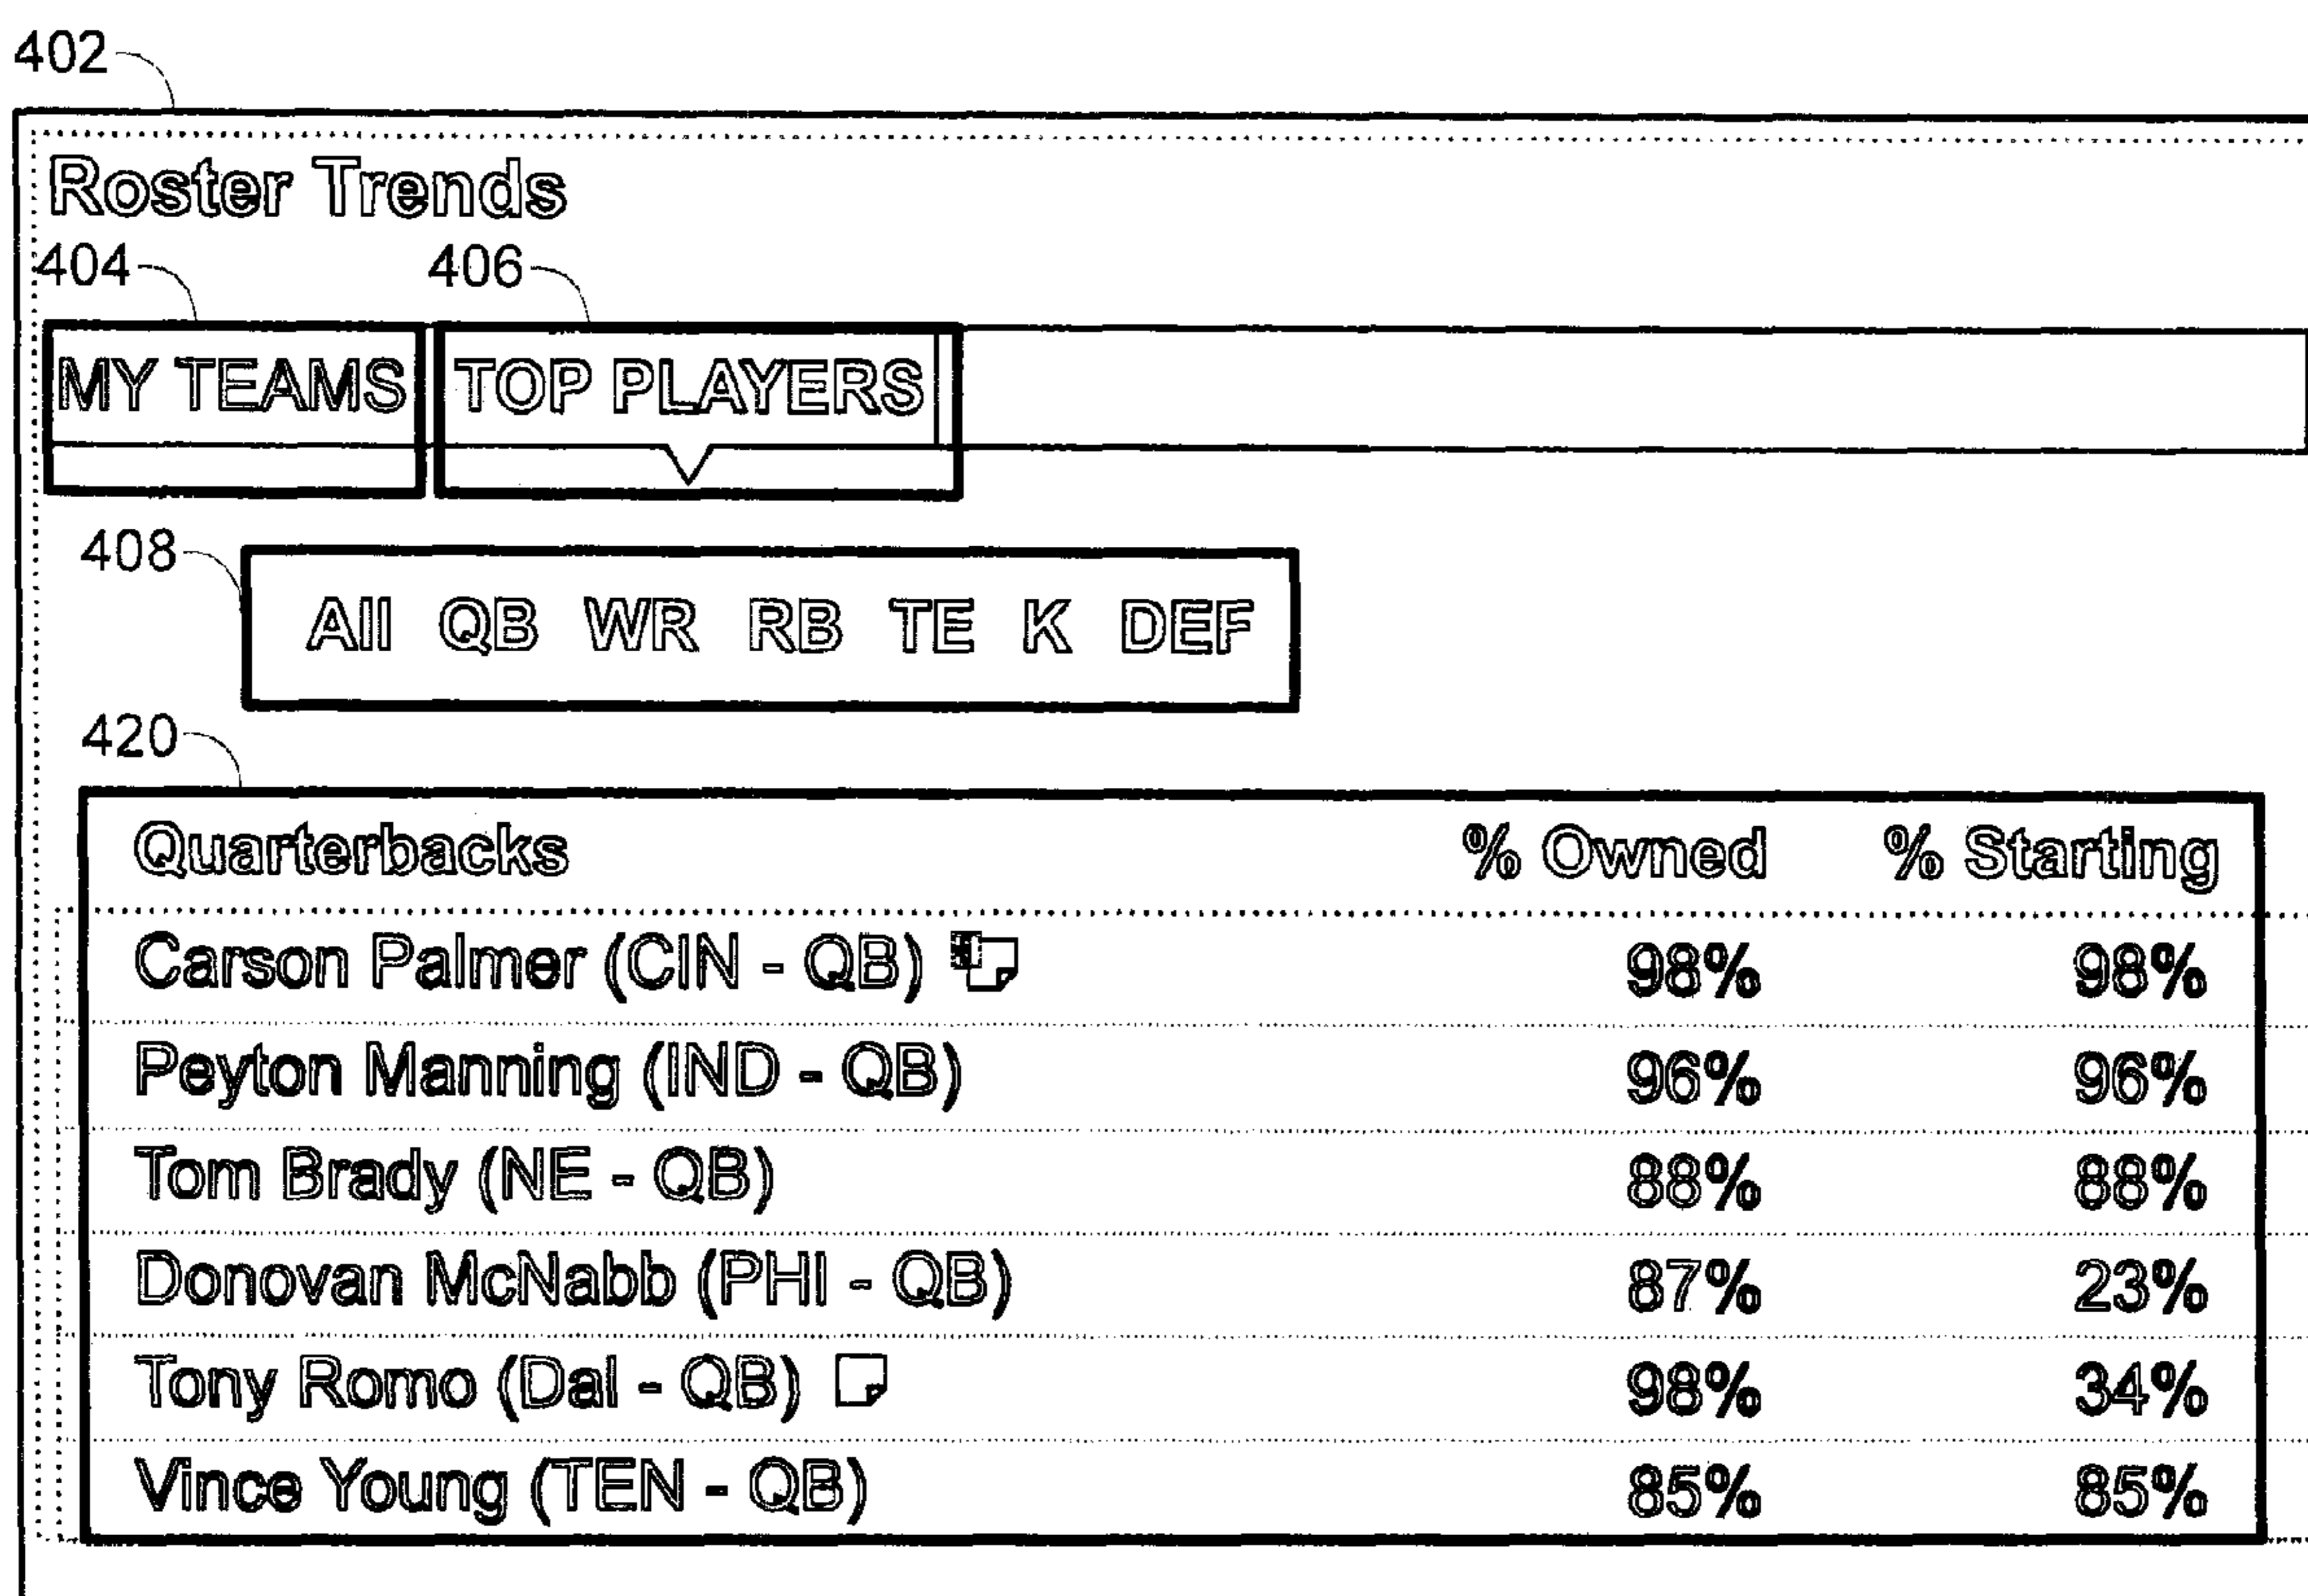 402
Roster Trends
404 406
MY TEAMS TOP PLAYERS
408
All QB WR RB TE K DEF
420
Quarterbacks % Owned % Starting
Carson Palmer (CIN - QB) 98% 98%
Peyton Manning (IND - QB) 96% 96%
Tom Brady (NE - QB) 88% 88%
Donovan McNabb (PHI - QB) 87% 23%
Tony Romo (Dal - QB) 98% 34%
Vince Young (TEN - QB) 85% 85%